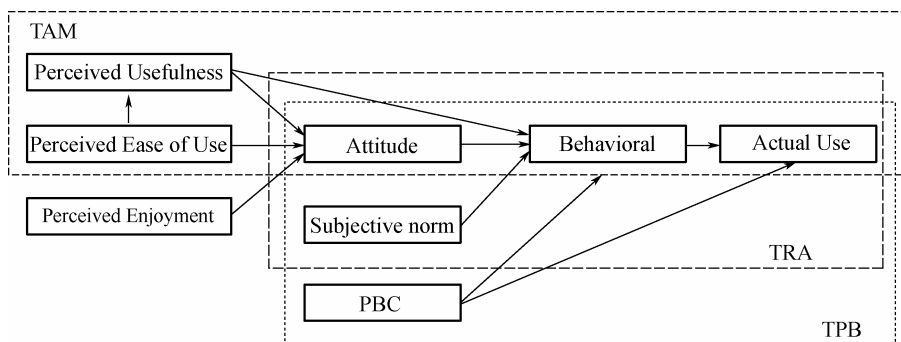 TAM
Perceived Usefulness
Perceived Ease of Use
Attitude
Behavioral
Actual Use
Perceived Enjoyment
Subjective norm
TRA
PBC
TPB